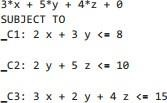 3*x + 5*y + 4*z + 0
SUBJECT TO
_C1: 2 x + 3 y <= 8
_C2: 2 y + 5 z <= 10
_C3: 3 x + 2 y + 4 z <= 15